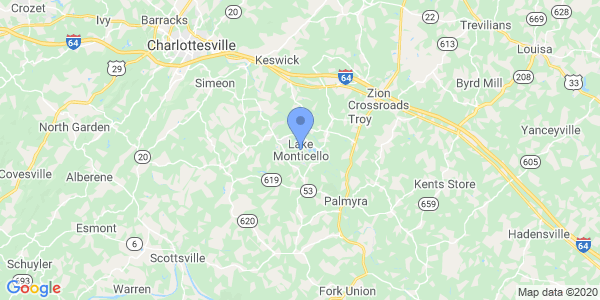 Crozet
Ivy
Barracks
20
64
Charlottesville
29
Simeon
Keswick
64
22
613
Trevilians
669
Louisa
208
33
Byrd Mill
Zion
Crossroads
Troy
North Garden
20
Covesville
Alberene
Lake
Monticello
619
53
Palmyra
Yanceyville
605
Kents Store
659
Esmont
6
620
Scottsville
Schuyler
693
Warren
Fork Union
Hadensville
64
Google
Map data ©2020